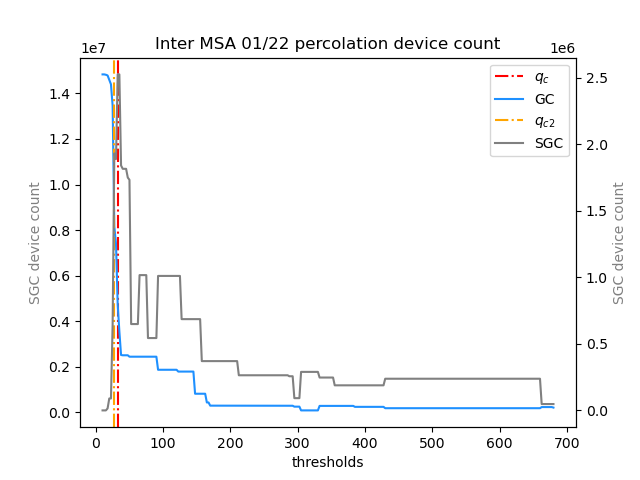 Inter MSA 01/22 percolation device count
1e7
1e6
SGC device count
1.4
1.2
1.0
0.8
0.6
0.4
0.2
0.0
2.5
2.0
1.5
1.0
0.5
0.0
SGC device count
q_c
GC
q_{c2}
SGC
0 100 200 300 400 500 600 700
thresholds